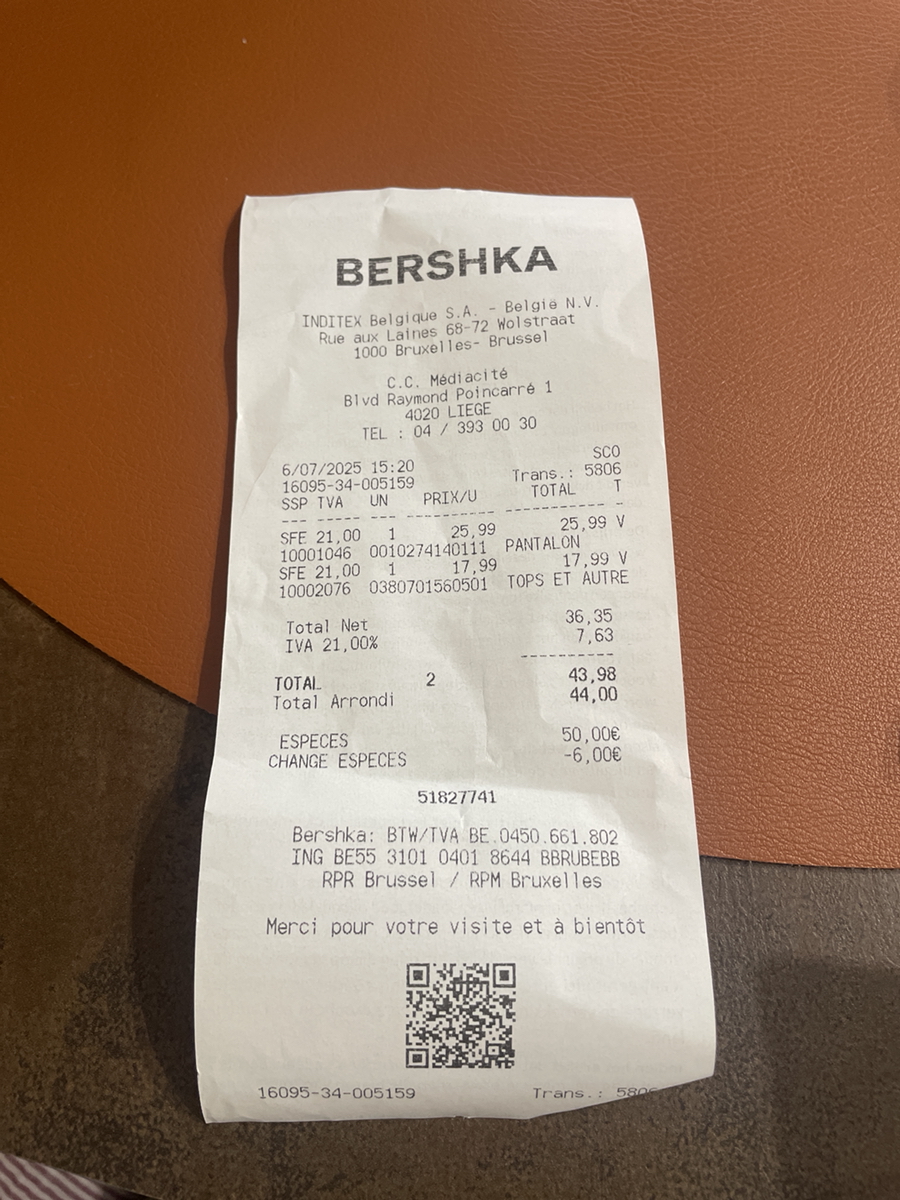 BERSHKA
INDITEX Belgique S.A. - België N.V.
Rue aux Laines 68-72 Wolstraat
1000 Bruxelles- Brussel
C.C. Médiacité
Blvd Raymond Poincarré 1
4020 LIEGE
TEL : 04 / 393 00 30
SCO
6/07/2025 15:20 Trans.: 5806
16095-34-005159
SSP TVA UN PRIX/U TOTAL T
--- ----- --- ---------- ---------- -
SFE 21,00 1 25,99 25,99 V
10001046 0010274140111 PANTALON
SFE 21,00 1 17,99 17,99 V
10002076 0380701560501 TOPS ET AUTRE
Total Net 36,35
IVA 21,00% 7,63
----------
TOTAL 2 43,98
Total Arrondi 44,00
ESPECES 50,00€
CHANGE ESPECES -6,00€
51827741
Bershka: BTW/TVA BE.0450.661.802
ING BE55 3101 0401 8644 BBRUBEBB
RPR Brussel / RPM Bruxelles
Merci pour votre visite et à bientôt
16095-34-005159 Trans.: 5806